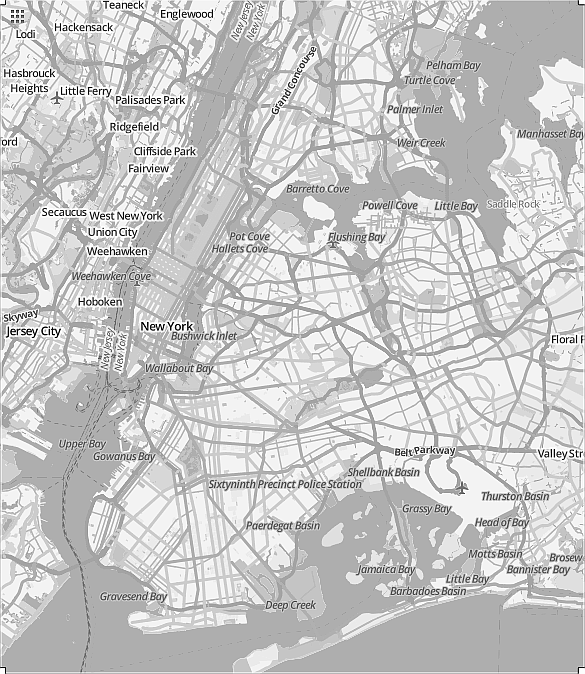 Teaneck
Englewood
Hackensack
Lodi
New Jersey
New York
Grand Concourse
Pelham Bay
Turtle Cove
Hasbrouck
Heights
Little Ferry
Palisades Park
Palmer Inlet
Ridgefield
Manhasset Bay
ord
Weir Creek
Cliffside Park
Fairview
Barretto Cove
Powell Cove
Little Bay
Saddle Rock
Secaucus
West New York
Union City
Pot Cove
Flushing Bay
Hallets Cove
Weehawken
Weehawken Cove
Hoboken
Skyway
Jersey City
New York
Bushwick Inlet
New Jersey
New York
Floral P
Wallabout Bay
Upper Bay
Gowanus Bay
Belt Parkway
Valley Stre
Shellbank Basin
Sixtyninth Precinct Police Station
Thurston Basin
Grassy Bay
Paerdegat Basin
Head of Bay
Motts Basin
Brosew
Jamaica Bay
Bannister Bay
Little Bay
Barbadoes Basin
Gravesend Bay
Deep Creek